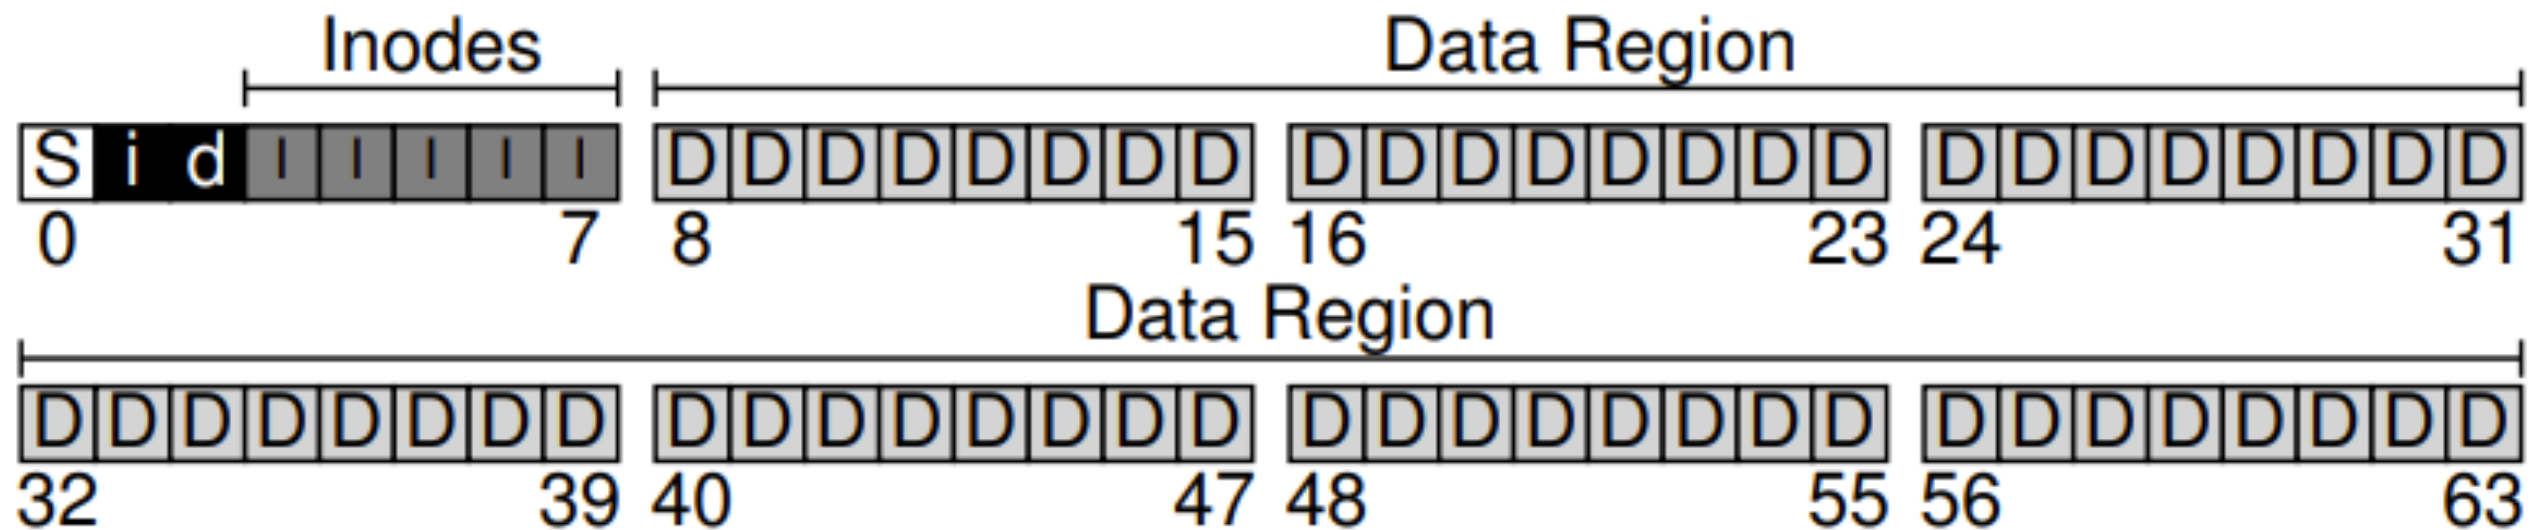 Inodes Data Region
S i d I I I I I D D D D D D D D D D D D D D D D D D D D D D D D
0 7 8 15 16 23 24 31
Data Region
D D D D D D D D D D D D D D D D D D D D D D D D D D D D D D D D
32 39 40 47 48 55 56 63